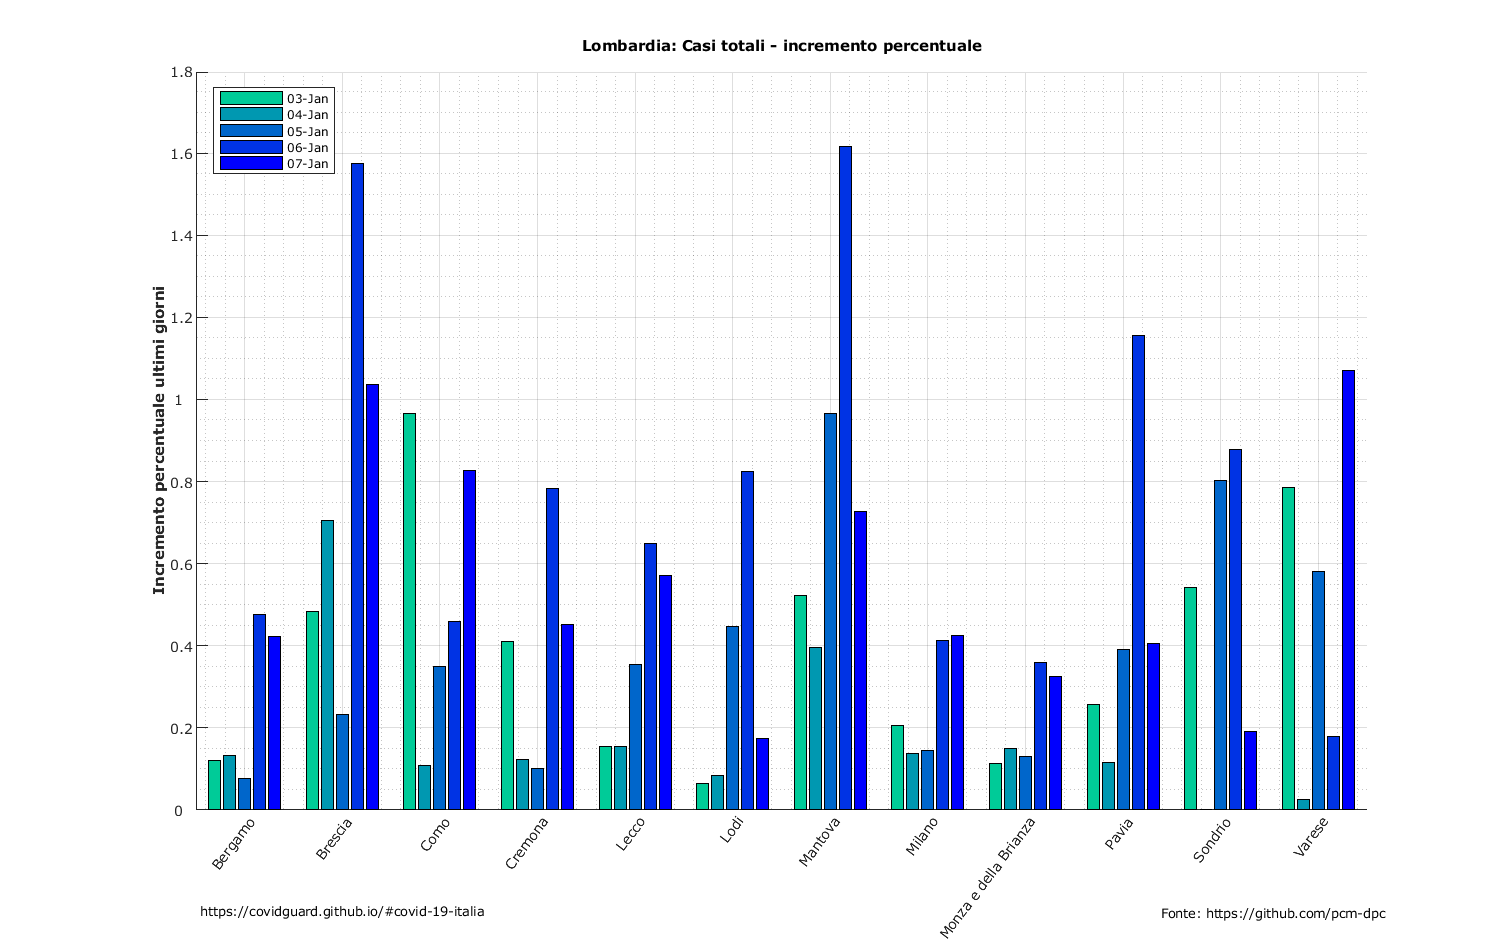 Lombardia: Casi totali - incremento percentuale
1.8
1.6
1.4
1.2
1
0.8
0.6
0.4
0.2
0
Incremento percentuale ultimi giorni
03-Jan
04-Jan
05-Jan
06-Jan
07-Jan
Bergamo
Brescia
Como
Cremona
Lecco
Lodi
Mantova
Milano
Monza e della Brianza
Pavia
Sondrio
Varese
https://covidguard.github.io/#covid-19-italia
Fonte: https://github.com/pcm-dpc